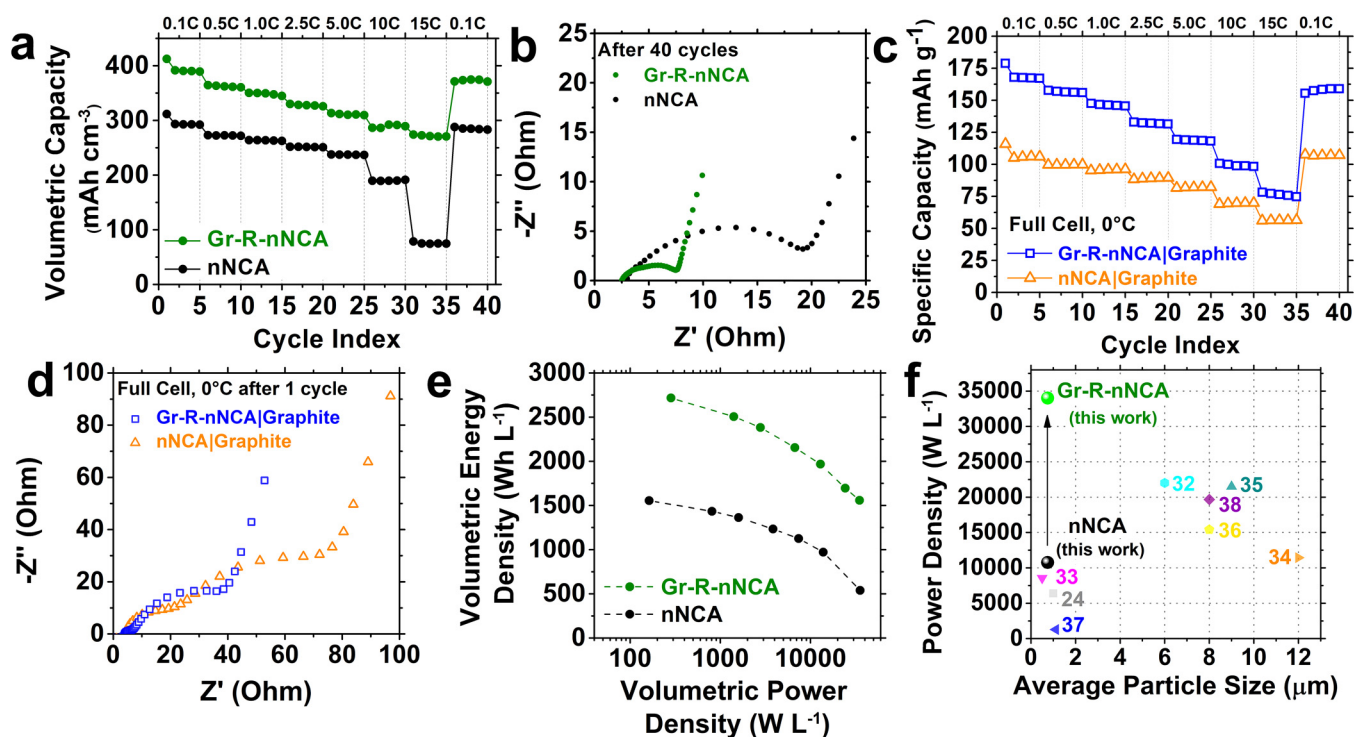 a
0.1C 0.5C 1.0C 2.5C 5.0C 10C 15C 0.1C
Volumetric Capacity
(mAh cm⁻³)
400
300
200
100
0
Gr-R-nNCA
nNCA
0 5 10 15 20 25 30 35 40
Cycle Index
b
After 40 cycles
Gr-R-nNCA
nNCA
-Z'' (Ohm)
25
20
15
10
5
0
0 5 10 15 20 25
Z' (Ohm)
c
0.1C 0.5C 1.0C 2.5C 5.0C 10C 15C 0.1C
Specific Capacity (mAh g⁻¹)
200
175
150
125
100
75
50
25
0
Full Cell, 0°C
Gr-R-nNCA|Graphite
nNCA|Graphite
0 5 10 15 20 25 30 35 40
Cycle Index
d
Full Cell, 0°C after 1 cycle
Gr-R-nNCA|Graphite
nNCA|Graphite
-Z'' (Ohm)
100
80
60
40
20
0
0 20 40 60 80 100
Z' (Ohm)
e
Volumetric Energy
Density (Wh L⁻¹)
3000
2500
2000
1500
1000
500
0
Gr-R-nNCA
nNCA
100 1000 10000
Volumetric Power
Density (W L⁻¹)
f
Power Density (W L⁻¹)
35000
30000
25000
20000
15000
10000
5000
0
Gr-R-nNCA
(this work)
32
35
38
36
nNCA
(this work)
34
33
24
37
0 2 4 6 8 10 12
Average Particle Size (μm)